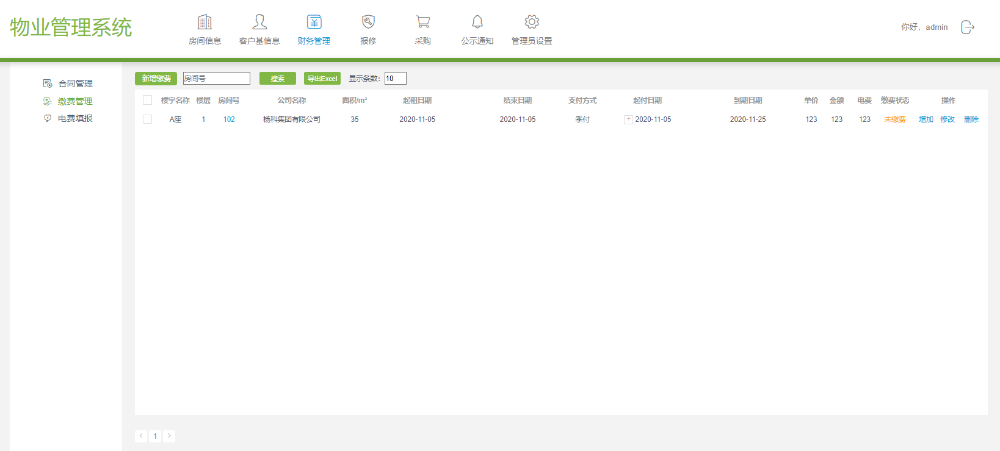 物业管理系统
房间信息 客户基信息 财务管理 报修 采购 公示通知 管理员设置
你好，admin
合同管理
缴费管理
电费填报
新增缴费 房间号 搜索 导出Excel 显示条数： 10
楼宇名称 楼层 房间号 公司名称 面积/m² 起租日期 结束日期 支付方式 起付日期 到期日期 单价 金额 电费 缴费状态 操作
A座 1 102 杨科集团有限公司 35 2020-11-05 2020-11-05 季付 + 2020-11-05 2020-11-25 123 123 123 未缴费 增加 修改 删除
< 1 >